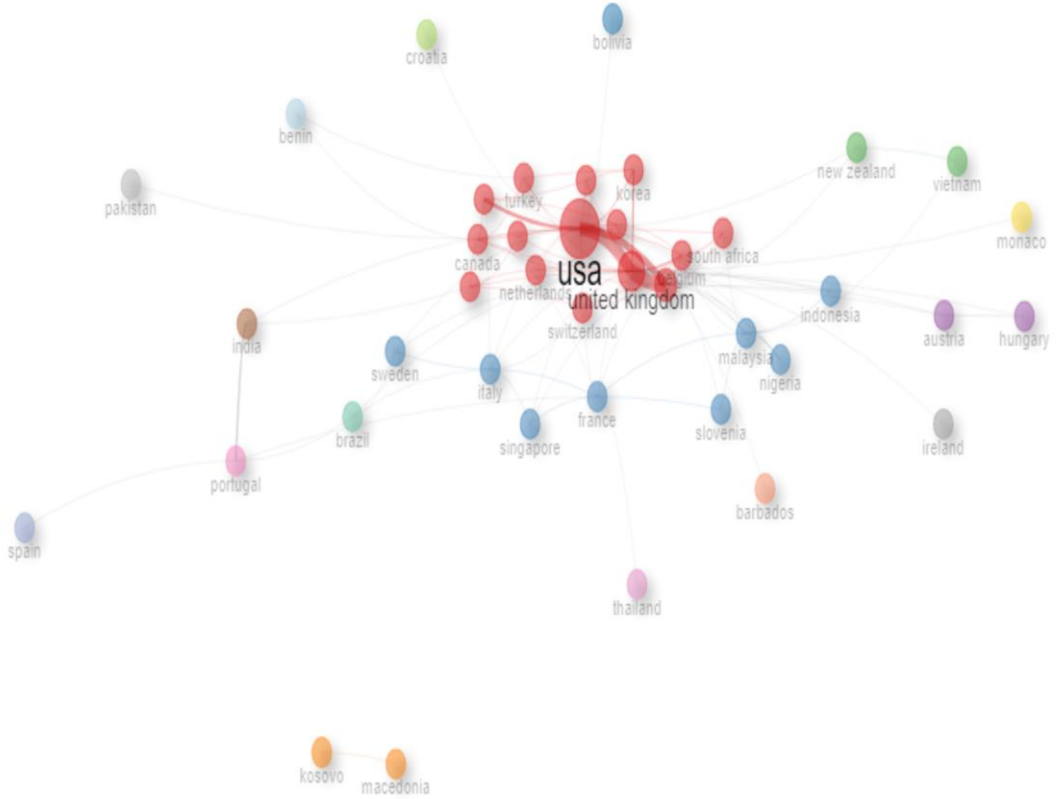 croatia
bolivia
benin
new zealand
vietnam
pakistan
turkey
korea
monaco
canada
south africa
belgium
usa
netherlands
united kingdom
switzerland
indonesia
austria
hungary
india
sweden
malaysia
nigeria
italy
brazil
singapore
france
slovenia
ireland
portugal
barbados
spain
thailand
kosovo
macedonia